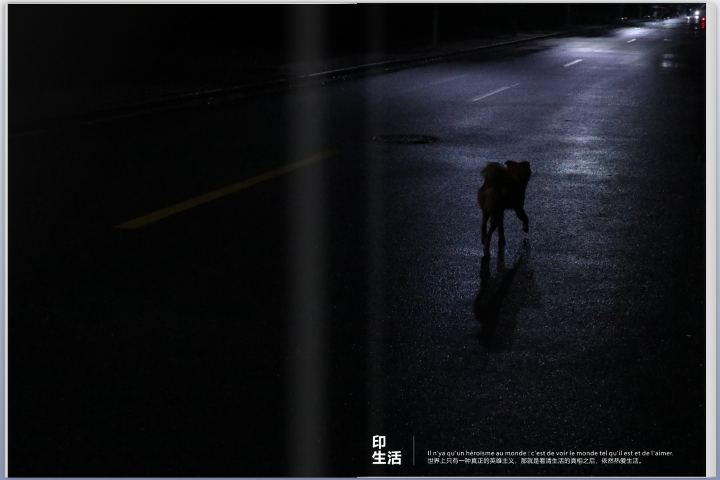 印
生活
Il n'ya qu'un héroïsme au monde : c'est de voir le monde tel qu'il est et de l'aimer.
世界上只有一种真正的英雄主义，那就是看清生活的真相之后，依然热爱生活。